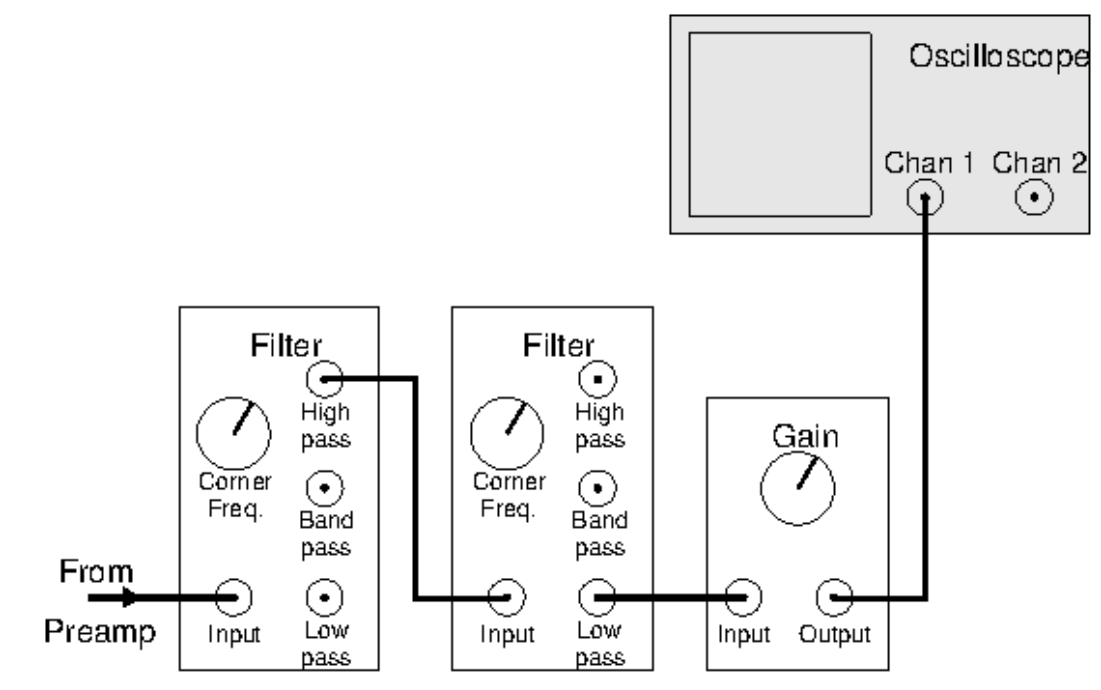 Oscilloscope
Chan 1 Chan 2
Filter
High
pass
Corner
Freq.
Band
pass
From
Preamp
Input
Low
pass
Filter
High
pass
Corner
Freq.
Band
pass
Input
Low
pass
Gain
Input
Output